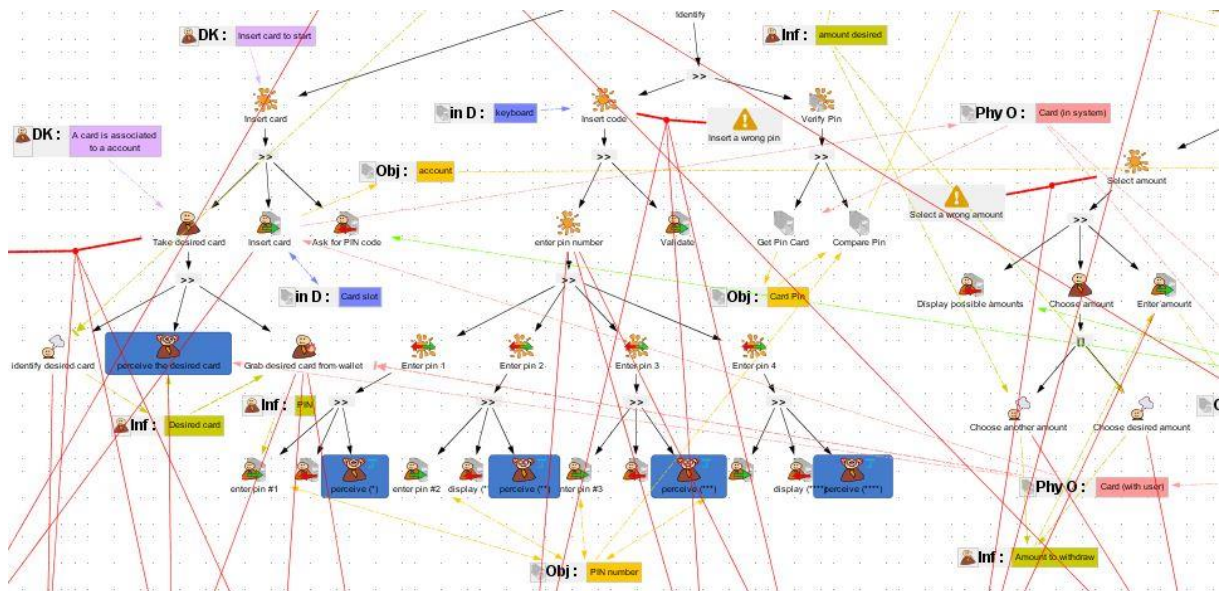 Identify
DK : Insert card to start
Inf : amount desired
>>
Insert card
in D : keyboard
Insert code
Insert a wrong pin
Verify Pin
Phy O : Card (in system)
DK : A card is associated
to a account
>>
>>
>>
Obj : account
Select amount
Select a wrong amount
>>
Take desired card
Insert card
Ask for PIN code
enter pin number
Validate
Get Pin Card
Compare Pin
>>
>>
in D : Card slot
Obj : Card Pin
Display possible amounts
Choose amount
Enter amount
[]
identify desired card
perceive the desired card
Grab desired card from wallet
Enter pin 1
Enter pin 2
Enter pin 3
Enter pin 4
>>
>>
>>
>>
Inf : Desired card
Inf : PIN
Choose another amount
Choose desired amount
enter pin #1
perceive (*)
enter pin #2
display (*
perceive (**)
enter pin #3
perceive (***)
display (****)
perceive (****)
Phy O : Card (with user)
Inf : Amount to withdraw
Obj : PIN number